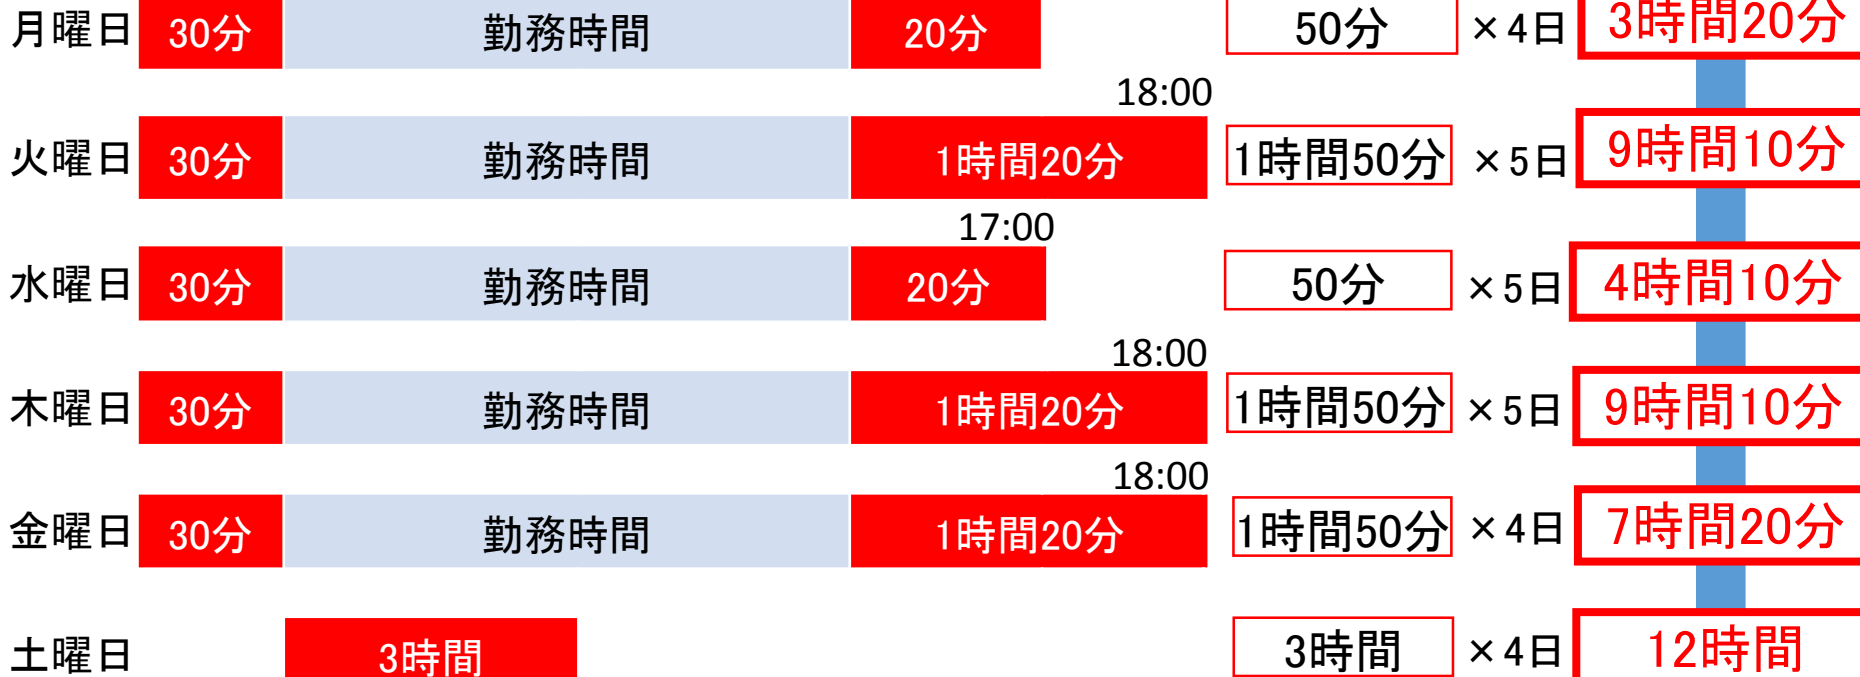 月曜日 30分 勤務時間 20分 50分 ×4日 3時間20分
18:00
火曜日 30分 勤務時間 1時間20分 1時間50分 ×5日 9時間10分
17:00
水曜日 30分 勤務時間 20分 50分 ×5日 4時間10分
18:00
木曜日 30分 勤務時間 1時間20分 1時間50分 ×5日 9時間10分
18:00
金曜日 30分 勤務時間 1時間20分 1時間50分 ×4日 7時間20分
土曜日 3時間 3時間 ×4日 12時間